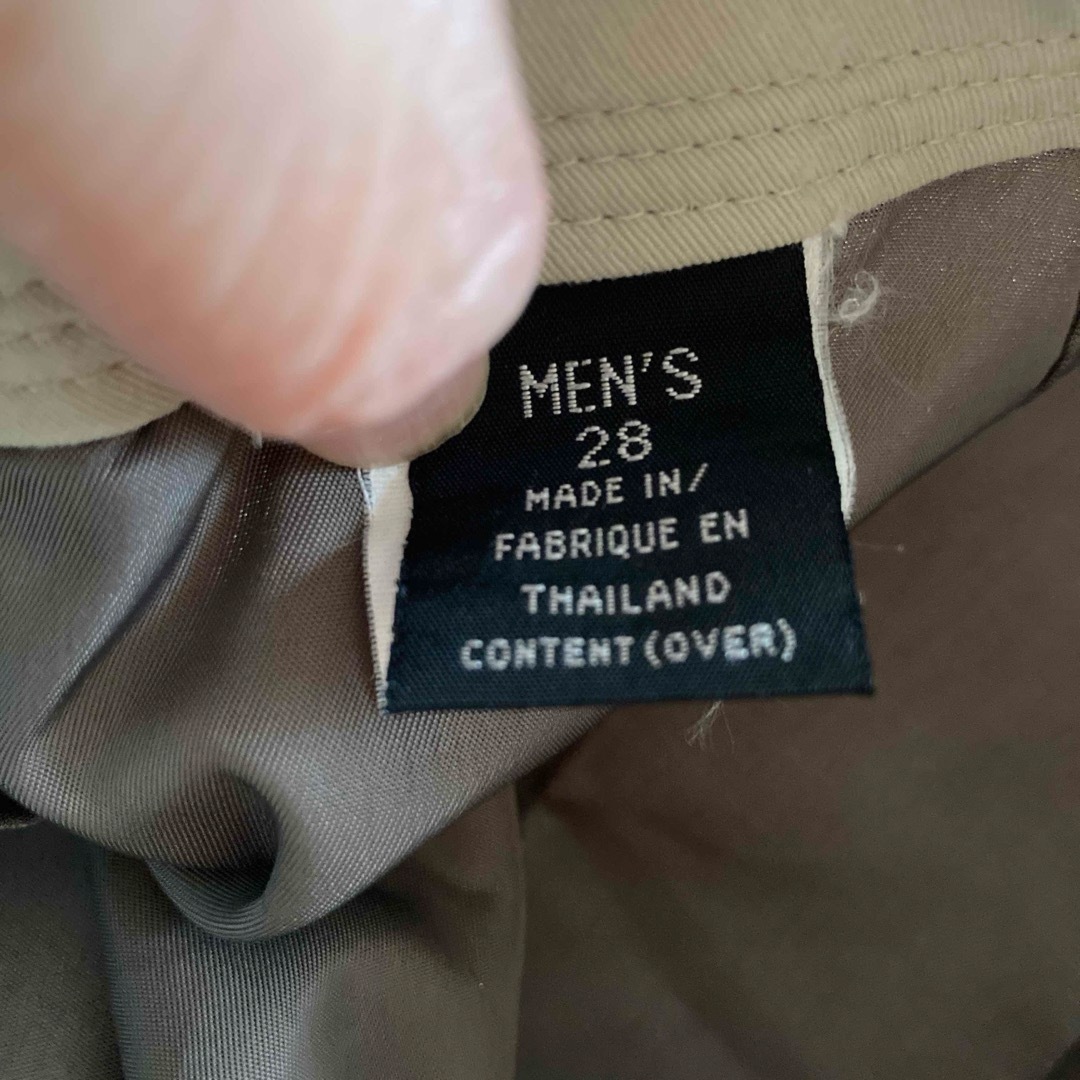 MEN'S
28
MADE IN/
FABRIQUE EN
THAILAND
CONTENT (OVER)